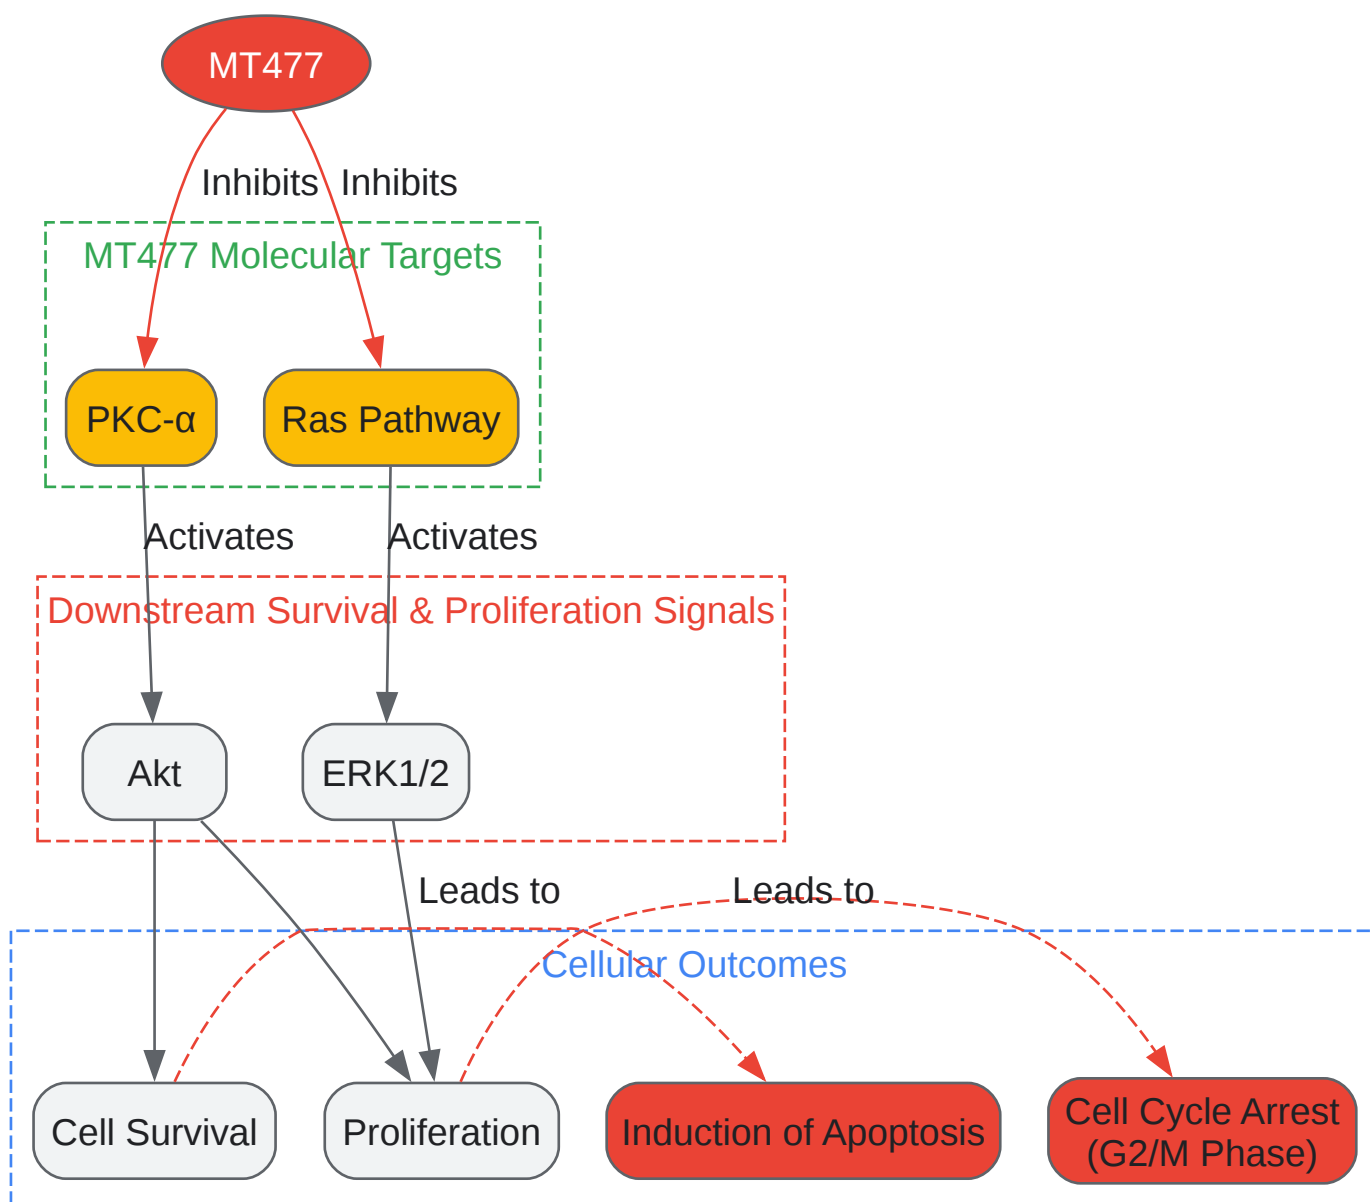 MT477
Inhibits
Inhibits
MT477 Molecular Targets
PKC-α
Ras Pathway
Activates
Activates
Downstream Survival & Proliferation Signals
Akt
ERK1/2
Leads to
Leads to
Cellular Outcomes
Cell Survival
Proliferation
Induction of Apoptosis
Cell Cycle Arrest
(G2/M Phase)